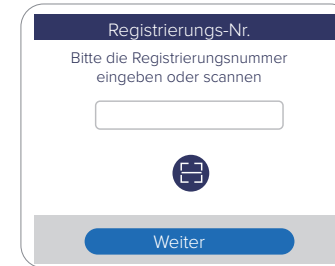 Registrierungs-Nr.
Bitte die Registrierungsnummer
eingeben oder scannen
Weiter